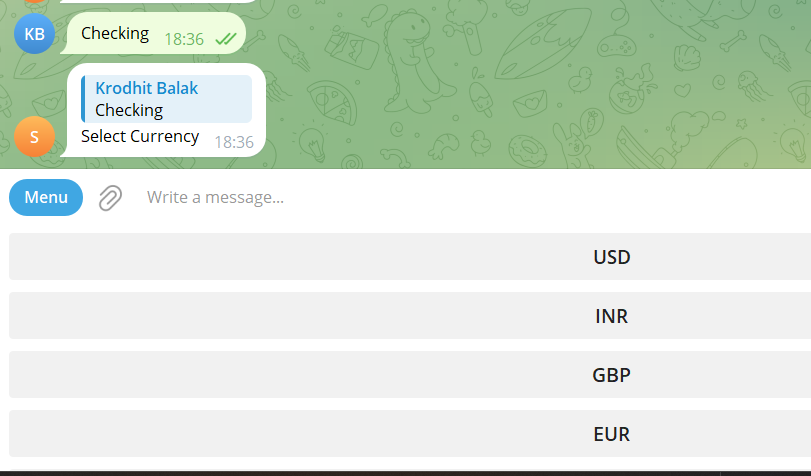 KB
Checking 18:36
Krodhit Balak
Checking
S
Select Currency 18:36
Menu
Write a message...
USD
INR
GBP
EUR